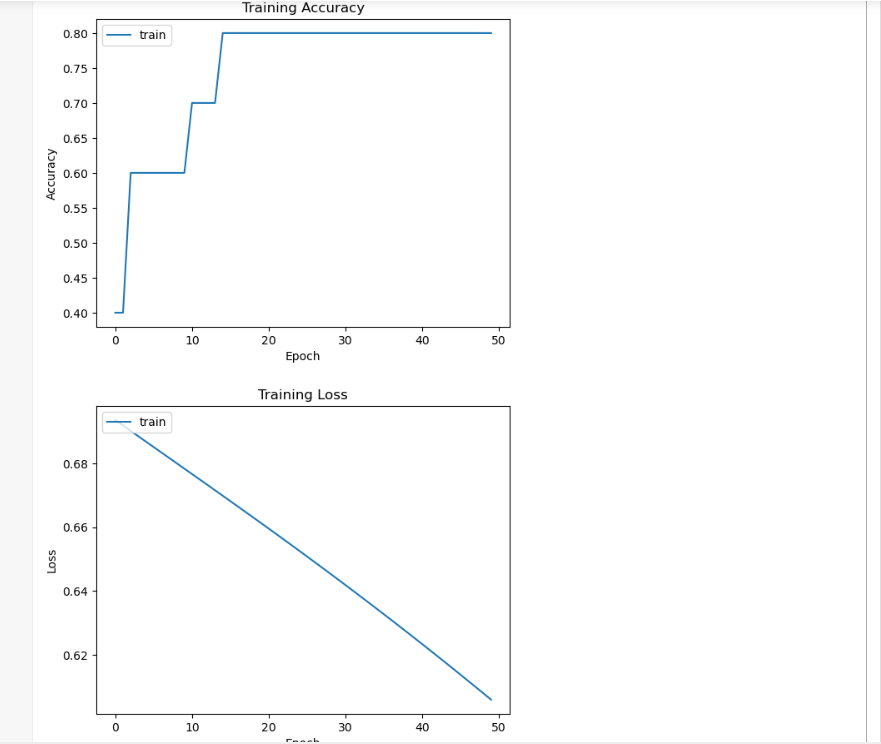 Training Accuracy
train
0.80
0.75
0.70
0.65
0.60
0.55
0.50
0.45
0.40
Accuracy
0 10 20 30 40 50
Epoch
Training Loss
train
0.68
0.66
0.64
0.62
Loss
0 10 20 30 40 50
Epoch